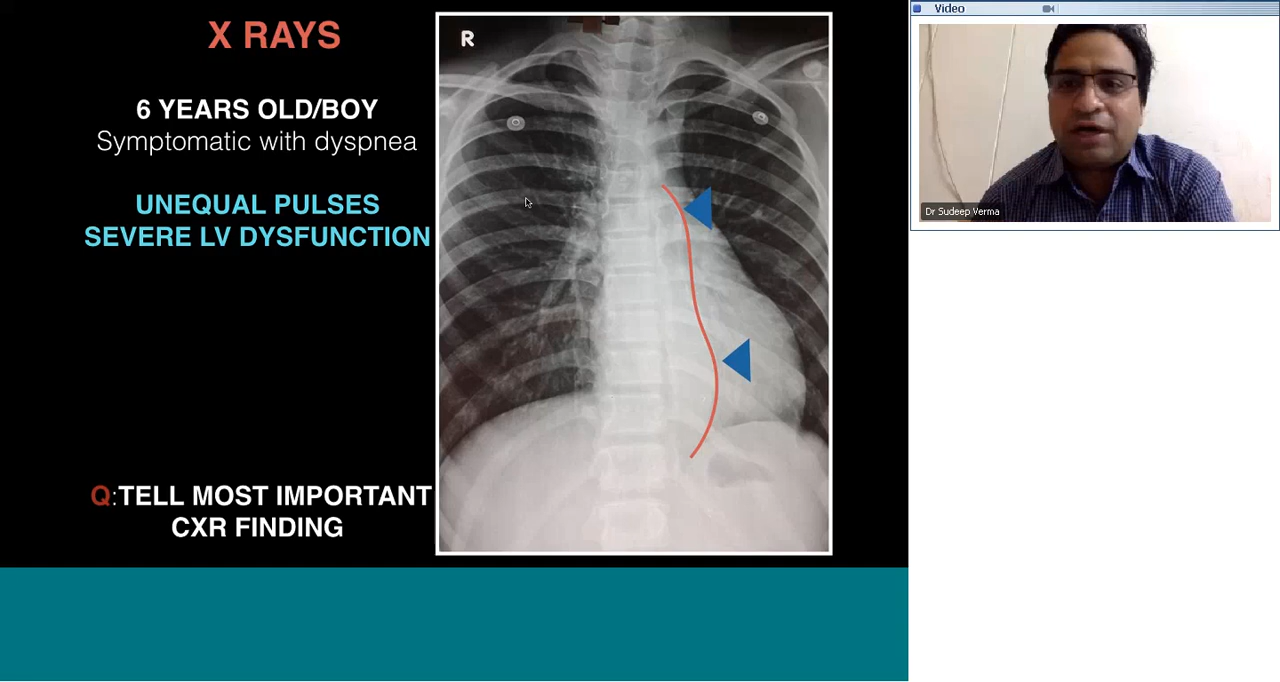 X RAYS
6 YEARS OLD/BOY
Symptomatic with dyspnea
UNEQUAL PULSES
SEVERE LV DYSFUNCTION
Q:TELL MOST IMPORTANT
CXR FINDING
R
Video
Dr Sudeep Verma